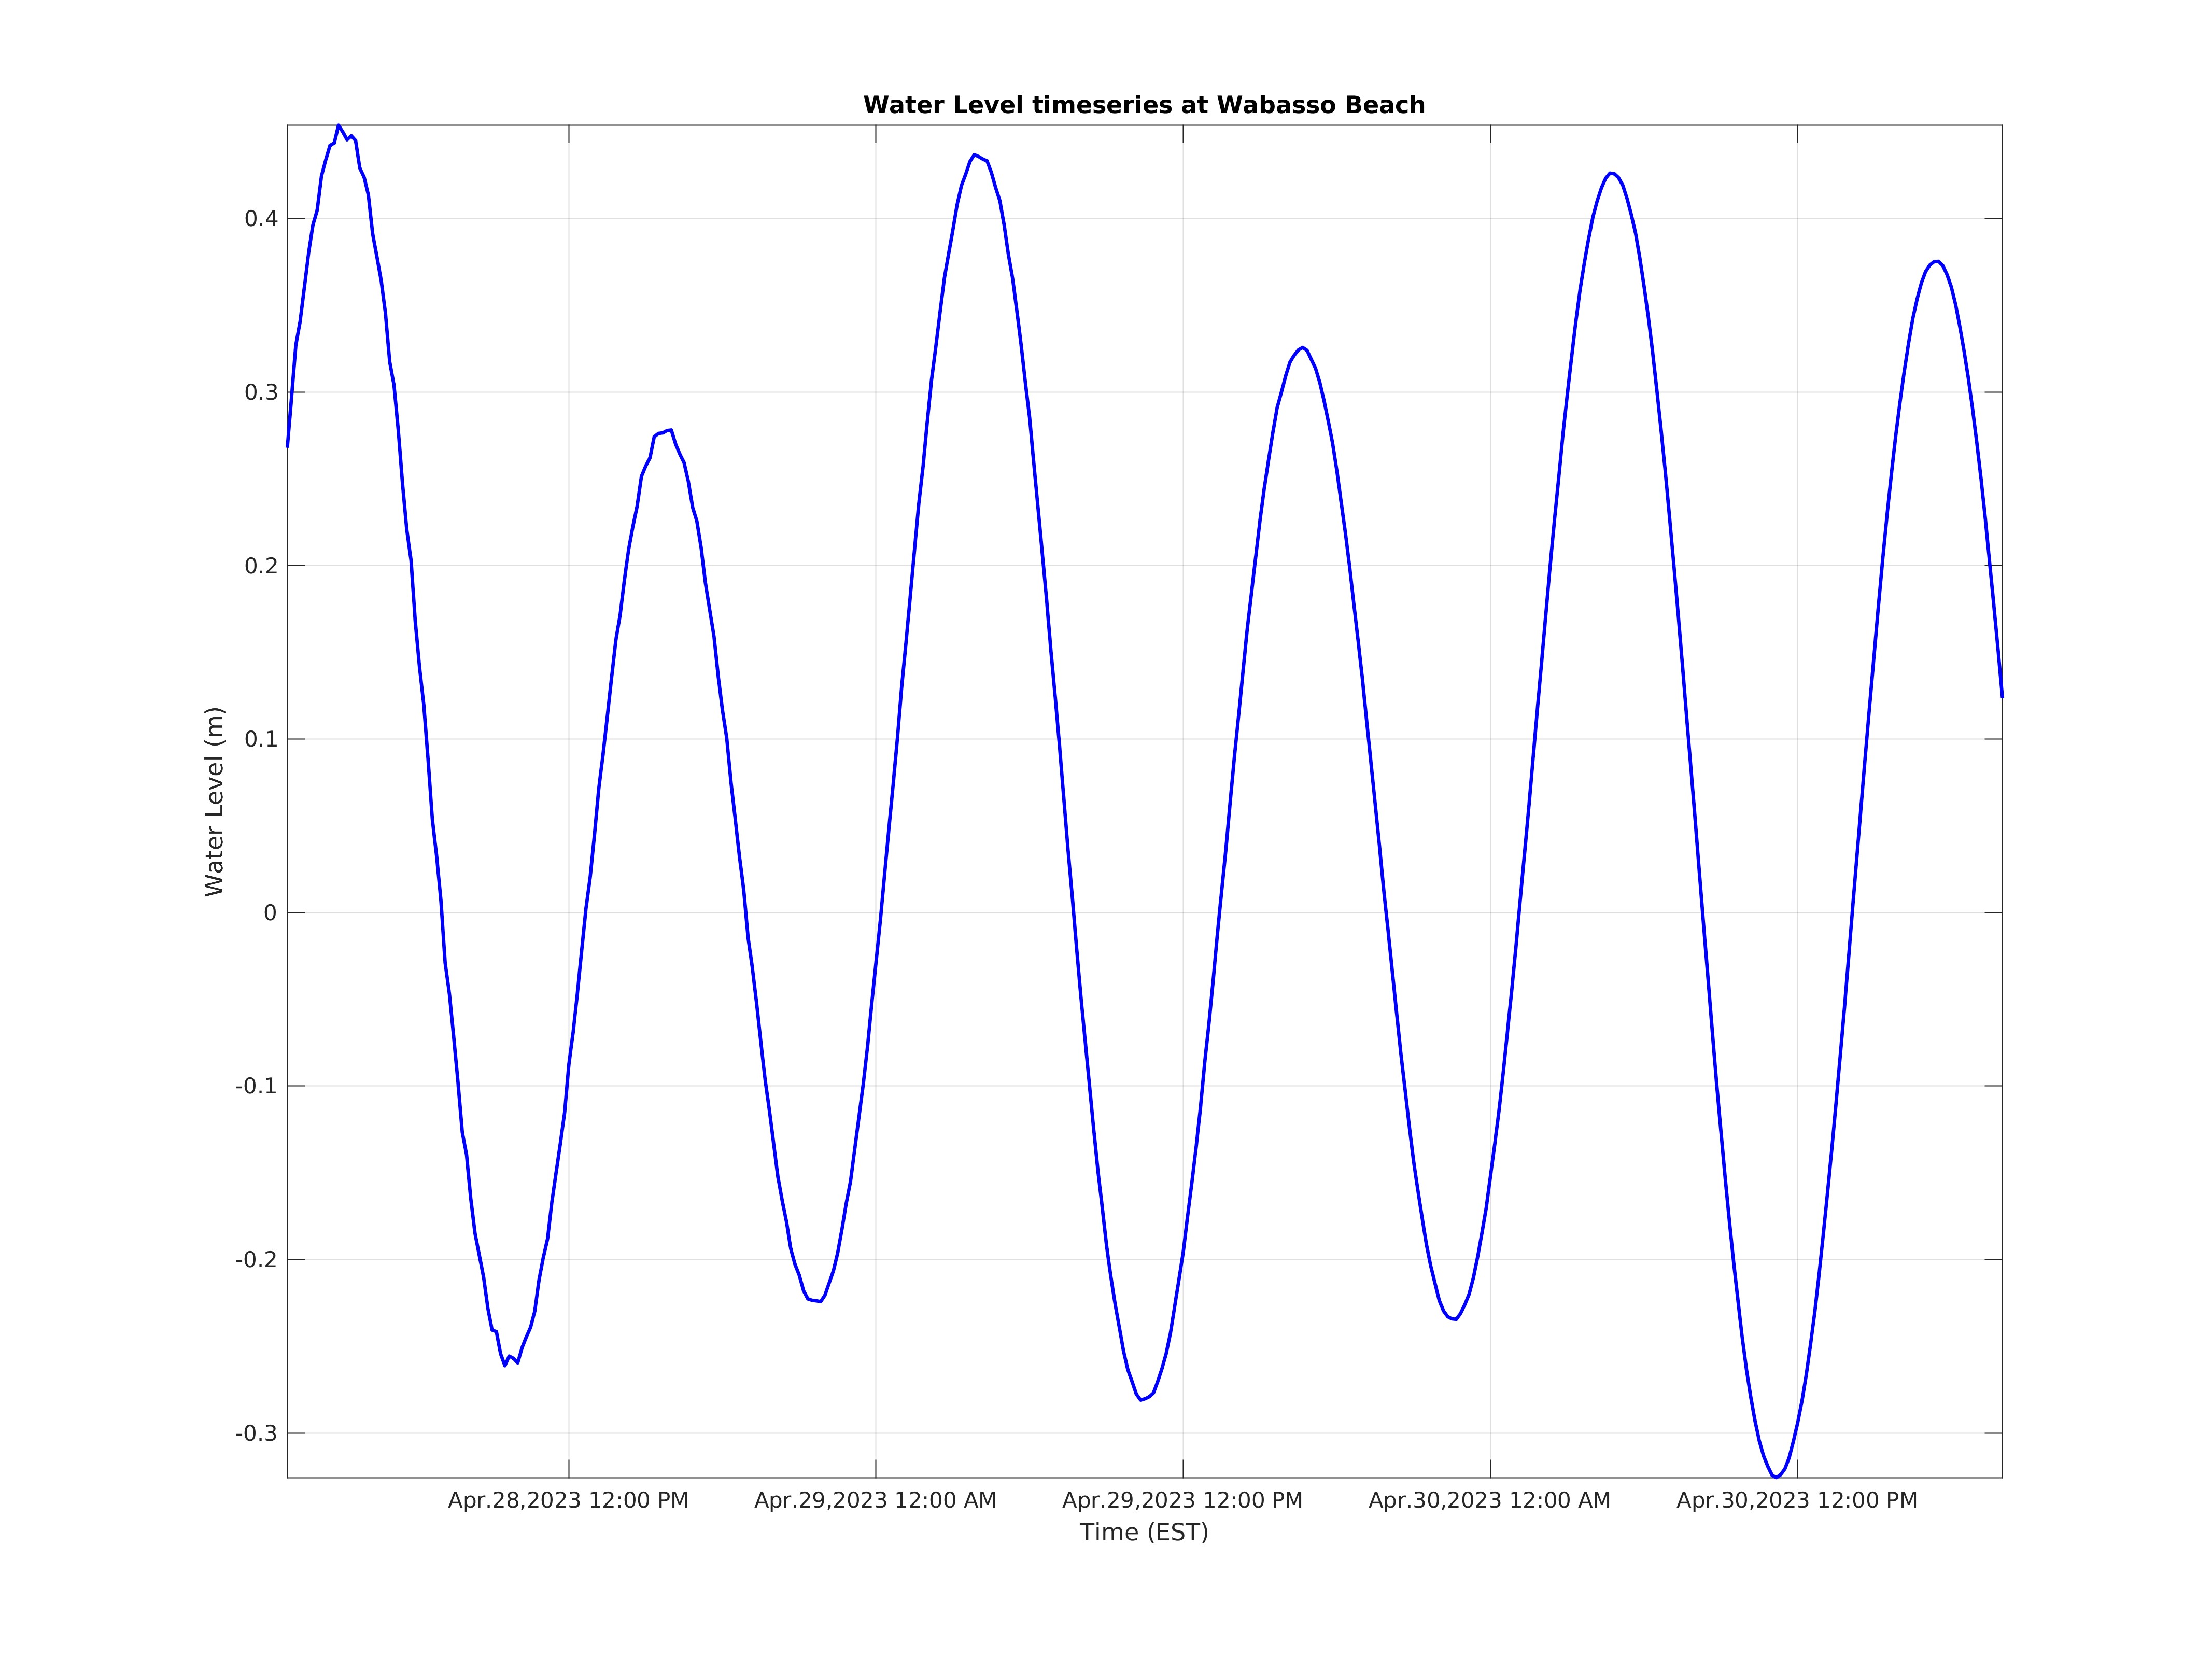 Water Level timeseries at Wabasso Beach
0.4
0.3
0.2
0.1
0
-0.1
-0.2
-0.3
Water Level (m)
Apr.28,2023 12:00 PM
Apr.29,2023 12:00 AM
Apr.29,2023 12:00 PM
Apr.30,2023 12:00 AM
Apr.30,2023 12:00 PM
Time (EST)